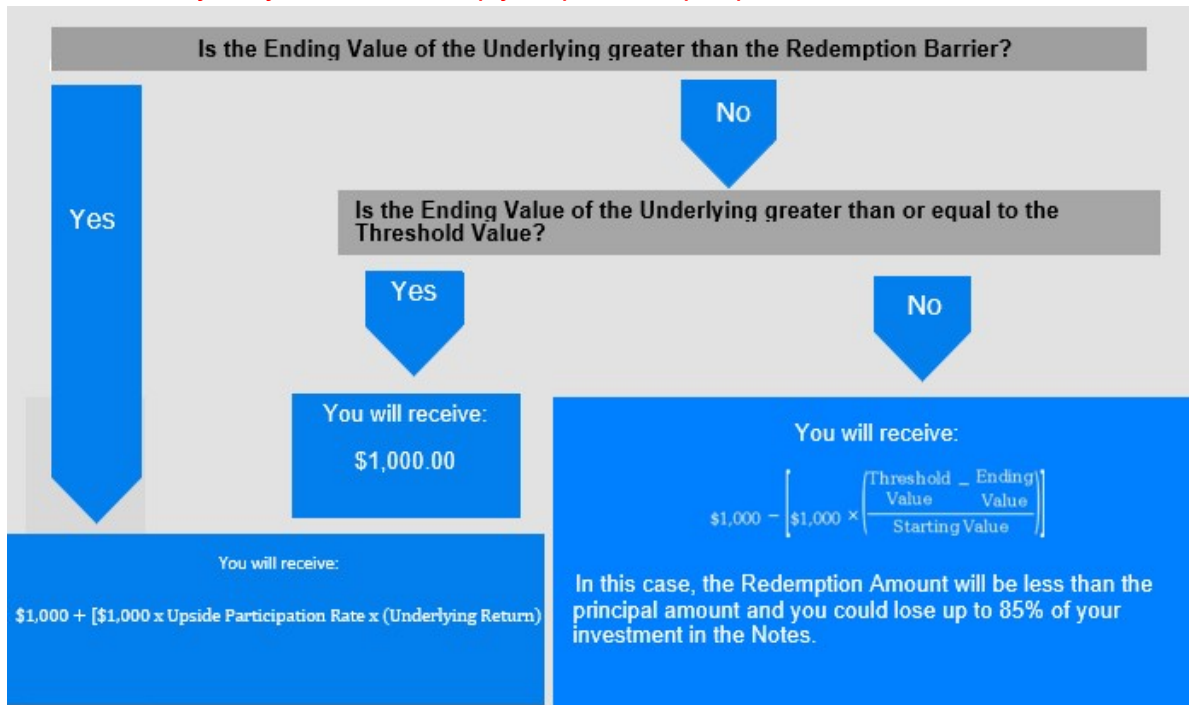 Is the Ending Value of the Underlying greater than the Redemption Barrier?
No
Yes
Is the Ending Value of the Underlying greater than or equal to the
Threshold Value?
Yes
No
You will receive:
$1,000.00
You will receive:
$1,000 − [$1,000 × (Threshold Value − Ending Value / Starting Value)]
In this case, the Redemption Amount will be less than the
principal amount and you could lose up to 85% of your
investment in the Notes.
You will receive:
$1,000 + [$1,000 x Upside Participation Rate x (Underlying Return)